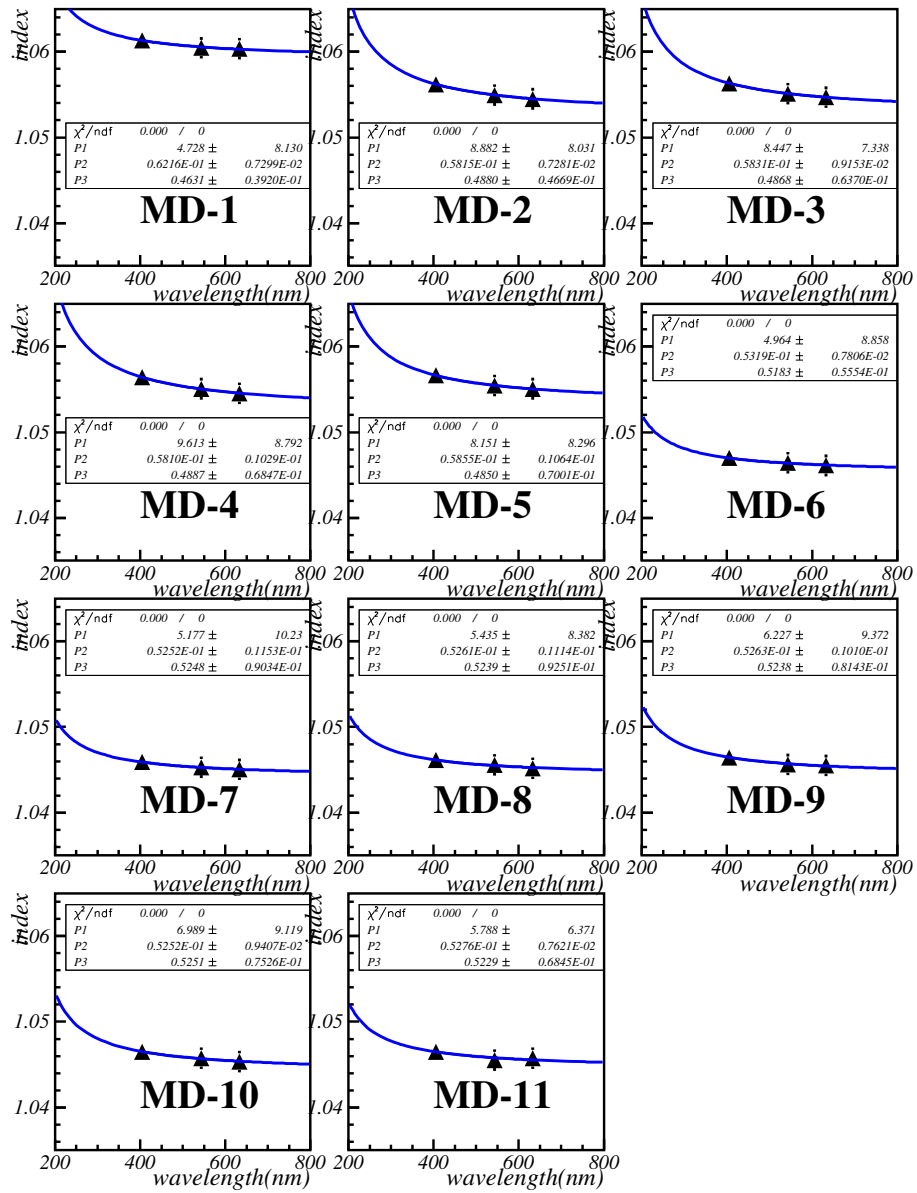 index
1.06
1.05
1.04
χ²/ndf 0.000 / 0
P1 4.728 ± 8.130
P2 0.6216E-01 ± 0.7299E-02
P3 0.4631 ± 0.3920E-01
MD-1
200 400 600 800
wavelength(nm)
index
1.06
1.05
1.04
χ²/ndf 0.000 / 0
P1 8.882 ± 8.031
P2 0.5815E-01 ± 0.7281E-02
P3 0.4880 ± 0.4669E-01
MD-2
200 400 600 800
wavelength(nm)
index
1.06
1.05
1.04
χ²/ndf 0.000 / 0
P1 8.447 ± 7.338
P2 0.5831E-01 ± 0.9153E-02
P3 0.4868 ± 0.6370E-01
MD-3
200 400 600 800
wavelength(nm)
index
1.06
1.05
1.04
χ²/ndf 0.000 / 0
P1 9.613 ± 8.792
P2 0.5810E-01 ± 0.1029E-01
P3 0.4887 ± 0.6847E-01
MD-4
200 400 600 800
wavelength(nm)
index
1.06
1.05
1.04
χ²/ndf 0.000 / 0
P1 8.151 ± 8.296
P2 0.5855E-01 ± 0.1064E-01
P3 0.4850 ± 0.7001E-01
MD-5
200 400 600 800
wavelength(nm)
index
1.06
1.05
1.04
χ²/ndf 0.000 / 0
P1 4.964 ± 8.858
P2 0.5319E-01 ± 0.7806E-02
P3 0.5183 ± 0.5554E-01
MD-6
200 400 600 800
wavelength(nm)
index
1.06
1.05
1.04
χ²/ndf 0.000 / 0
P1 5.177 ± 10.23
P2 0.5252E-01 ± 0.1153E-01
P3 0.5248 ± 0.9034E-01
MD-7
200 400 600 800
wavelength(nm)
index
1.06
1.05
1.04
χ²/ndf 0.000 / 0
P1 5.435 ± 8.382
P2 0.5261E-01 ± 0.1114E-01
P3 0.5239 ± 0.9251E-01
MD-8
200 400 600 800
wavelength(nm)
index
1.06
1.05
1.04
χ²/ndf 0.000 / 0
P1 6.227 ± 9.372
P2 0.5263E-01 ± 0.1010E-01
P3 0.5238 ± 0.8143E-01
MD-9
200 400 600 800
wavelength(nm)
index
1.06
1.05
1.04
χ²/ndf 0.000 / 0
P1 6.989 ± 9.119
P2 0.5252E-01 ± 0.9407E-02
P3 0.5251 ± 0.7526E-01
MD-10
200 400 600 800
wavelength(nm)
index
1.06
1.05
1.04
χ²/ndf 0.000 / 0
P1 5.788 ± 6.371
P2 0.5276E-01 ± 0.7621E-02
P3 0.5229 ± 0.6845E-01
MD-11
200 400 600 800
wavelength(nm)